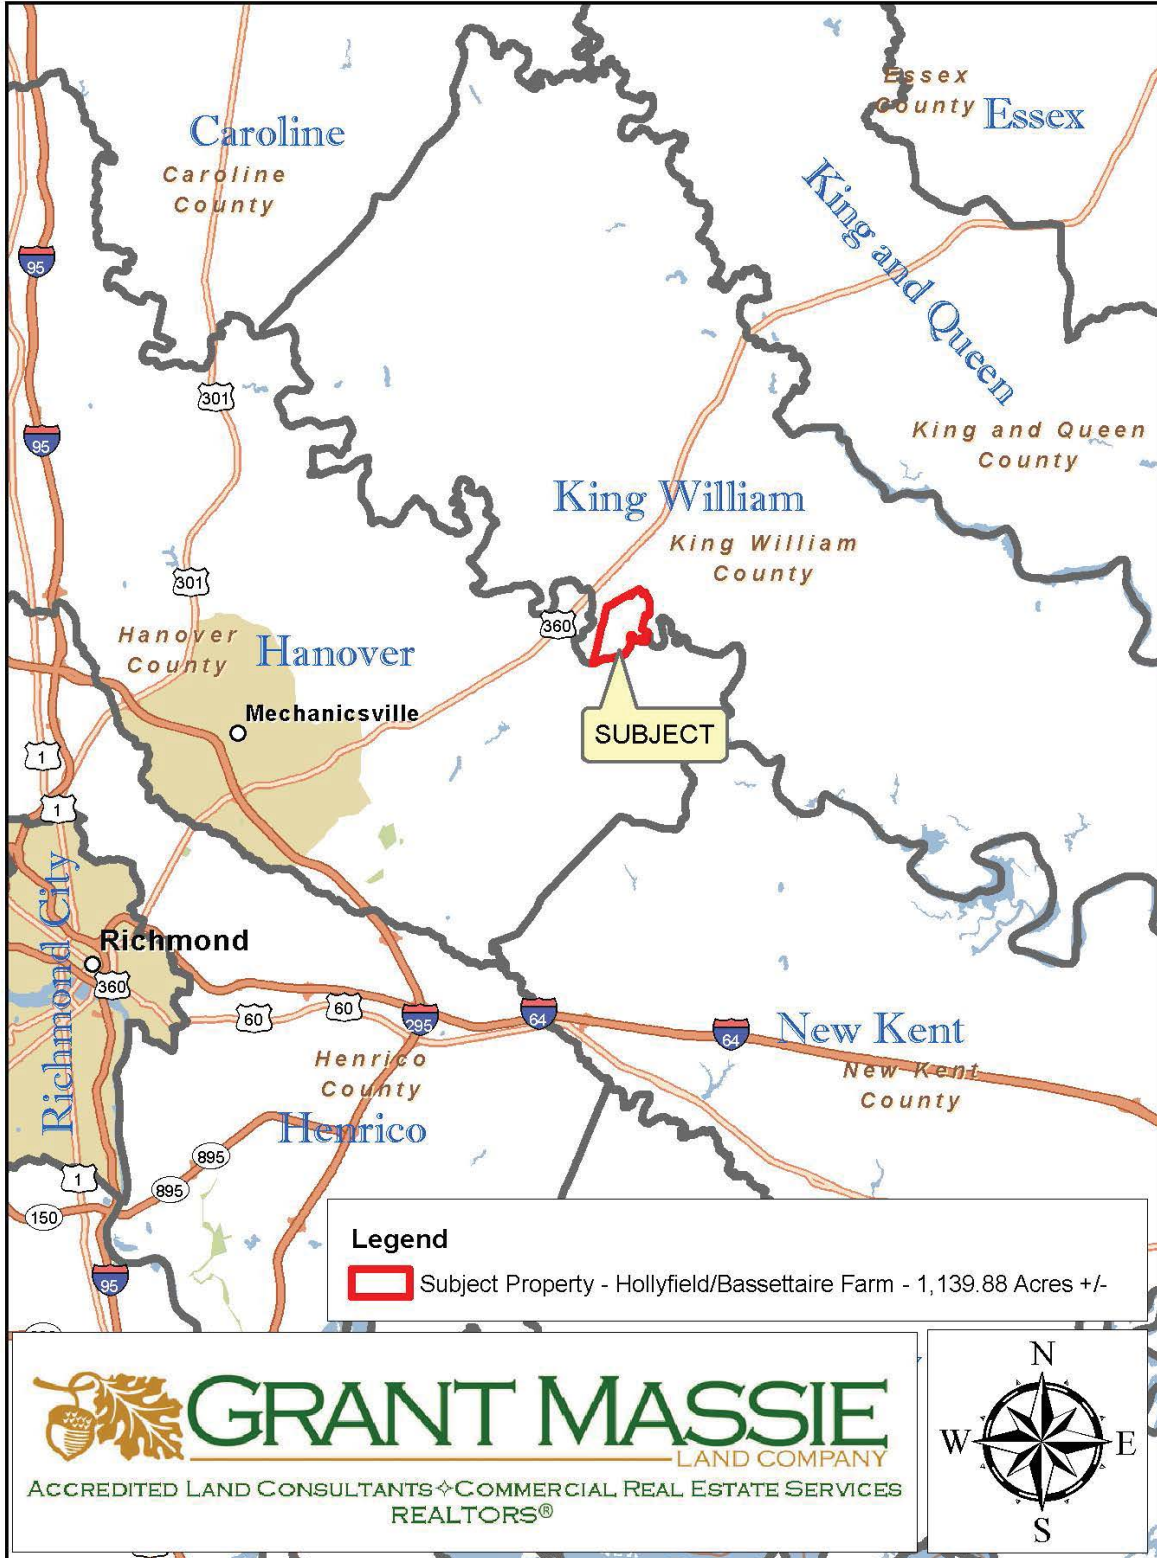 Essex
County
Essex
Caroline
Caroline
County
King and Queen
95
301
95
King and Queen
County
King William
King William
County
301
360
Hanover
County
Hanover
Mechanicsville
SUBJECT
1
1
Richmond City
Richmond
360
60
60
295
64
64
New Kent
New Kent
County
Henrico
County
Henrico
895
895
1
150
95
Legend
Subject Property - Hollyfield/Bassettaire Farm - 1,139.88 Acres +/-
GRANT MASSIE
LAND COMPANY
ACCREDITED LAND CONSULTANTS✧COMMERCIAL REAL ESTATE SERVICES
REALTORS®
N
W
E
S